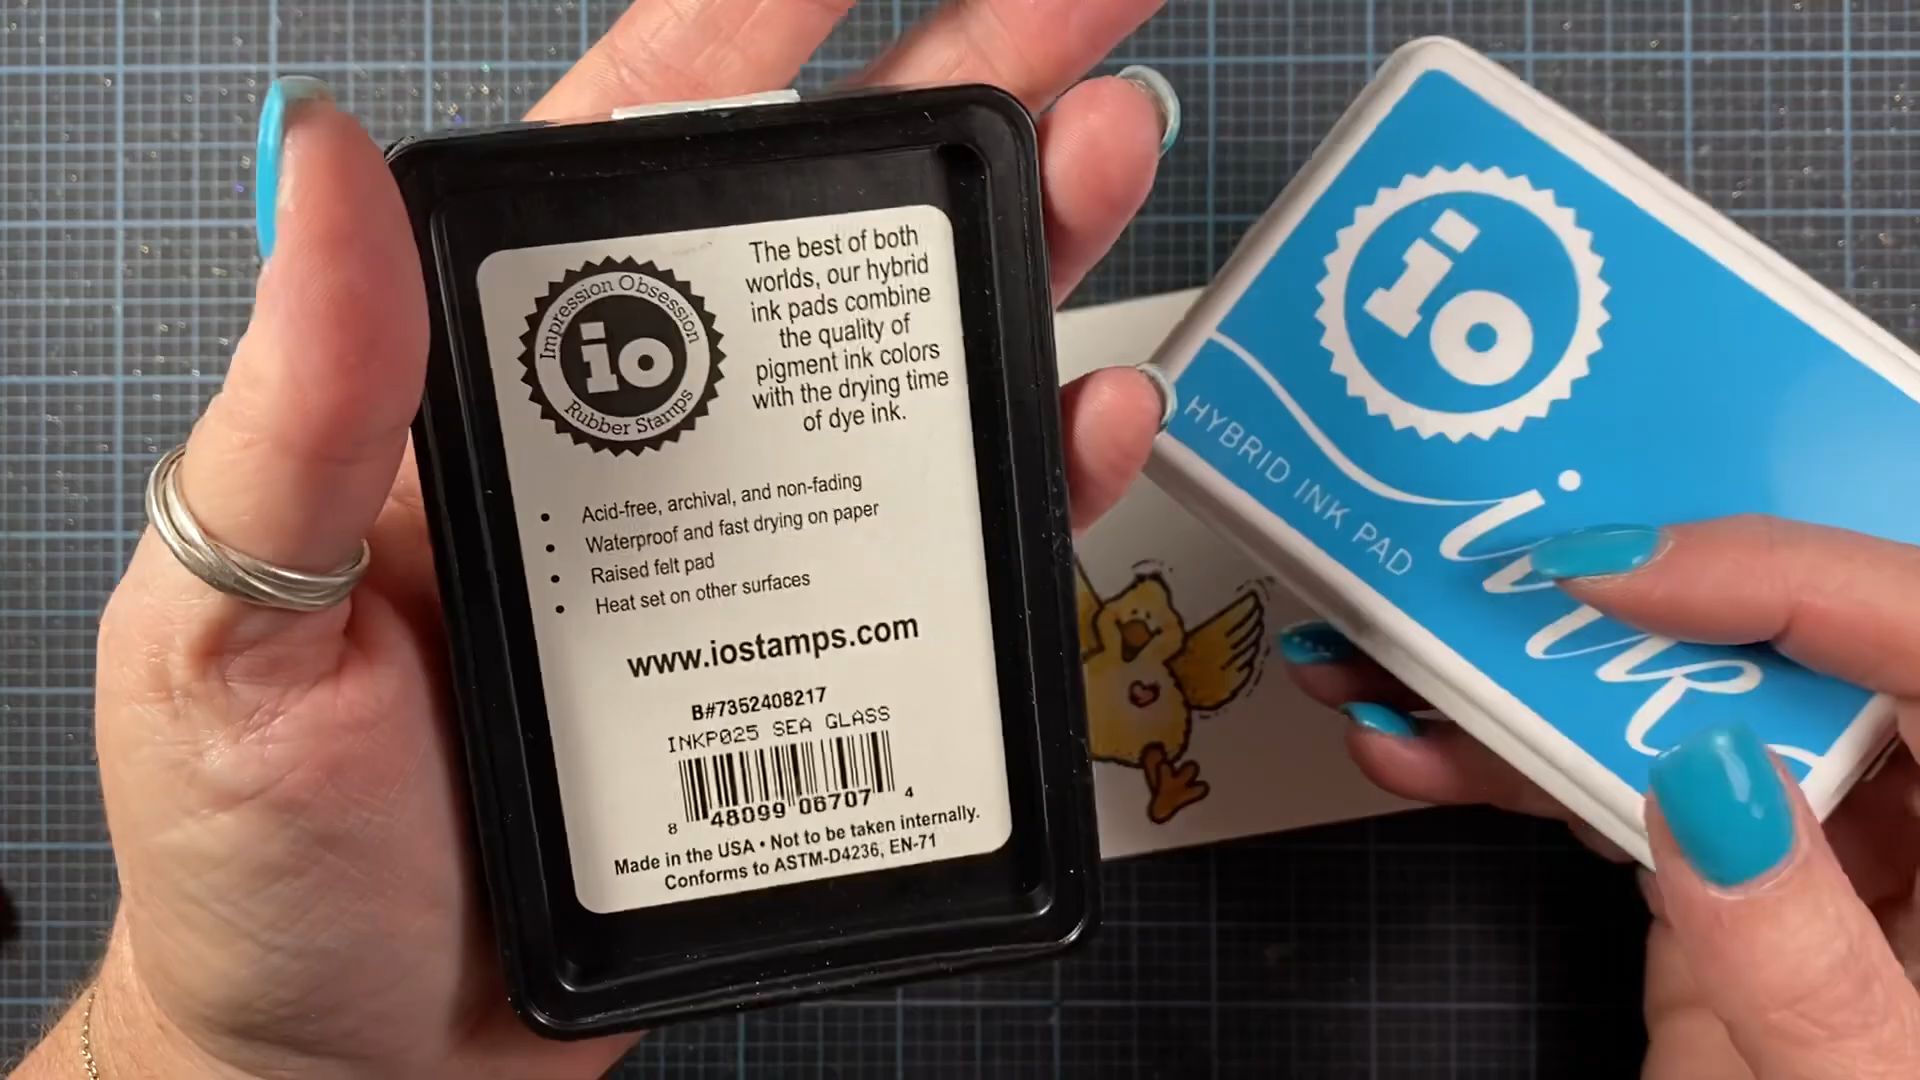 Impression Obsession
io
Rubber Stamps
The best of both
worlds, our hybrid
ink pads combine
the quality of
pigment ink colors
with the drying time
of dye ink.
• Acid-free, archival, and non-fading
• Waterproof and fast drying on paper
• Raised felt pad
• Heat set on other surfaces
www.iostamps.com
B#7352408217
INKP025 SEA GLASS
8 48099 06707 4
Made in the USA • Not to be taken internally.
Conforms to ASTM-D4236, EN-71
io
HYBRID INK PAD
ink